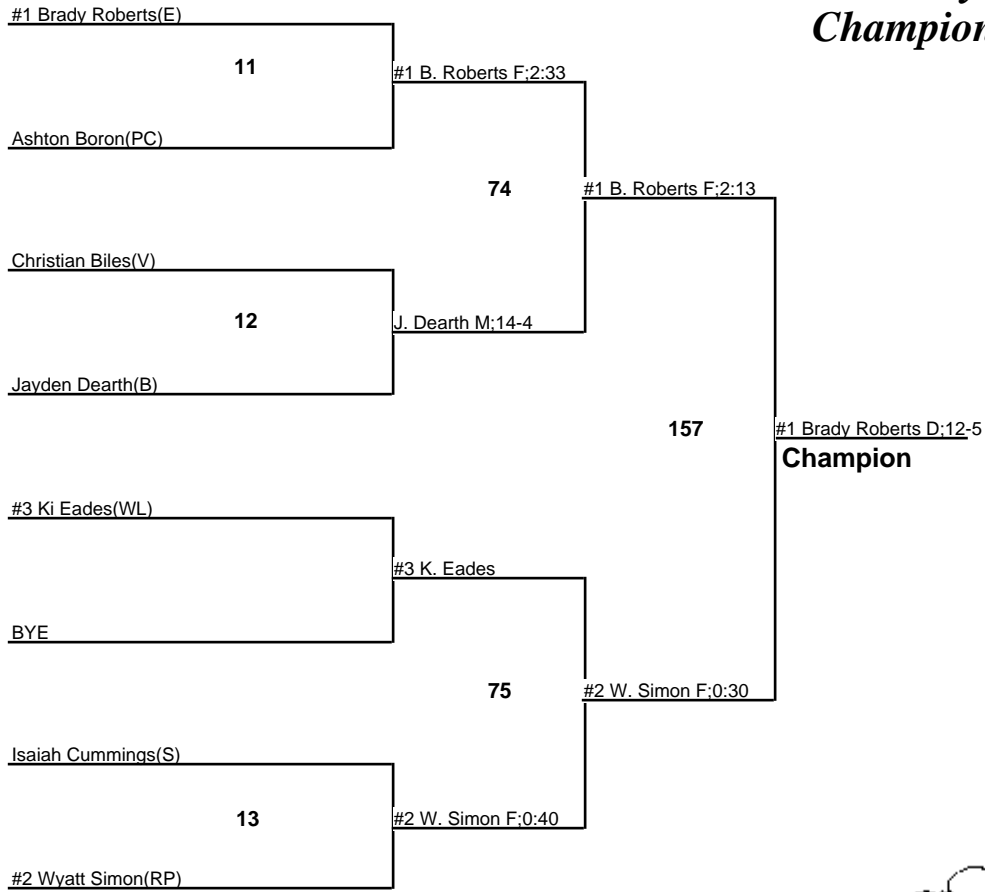 #1 Brady Roberts(E)
Champion
11
#1 B. Roberts F;2:33
Ashton Boron(PC)
74
#1 B. Roberts F;2:13
Christian Biles(V)
12
J. Dearth M;14-4
Jayden Dearth(B)
157
#1 Brady Roberts D;12-5
Champion
#3 Ki Eades(WL)
#3 K. Eades
BYE
75
#2 W. Simon F;0:30
Isaiah Cummings(S)
13
#2 W. Simon F;0:40
#2 Wyatt Simon(RP)